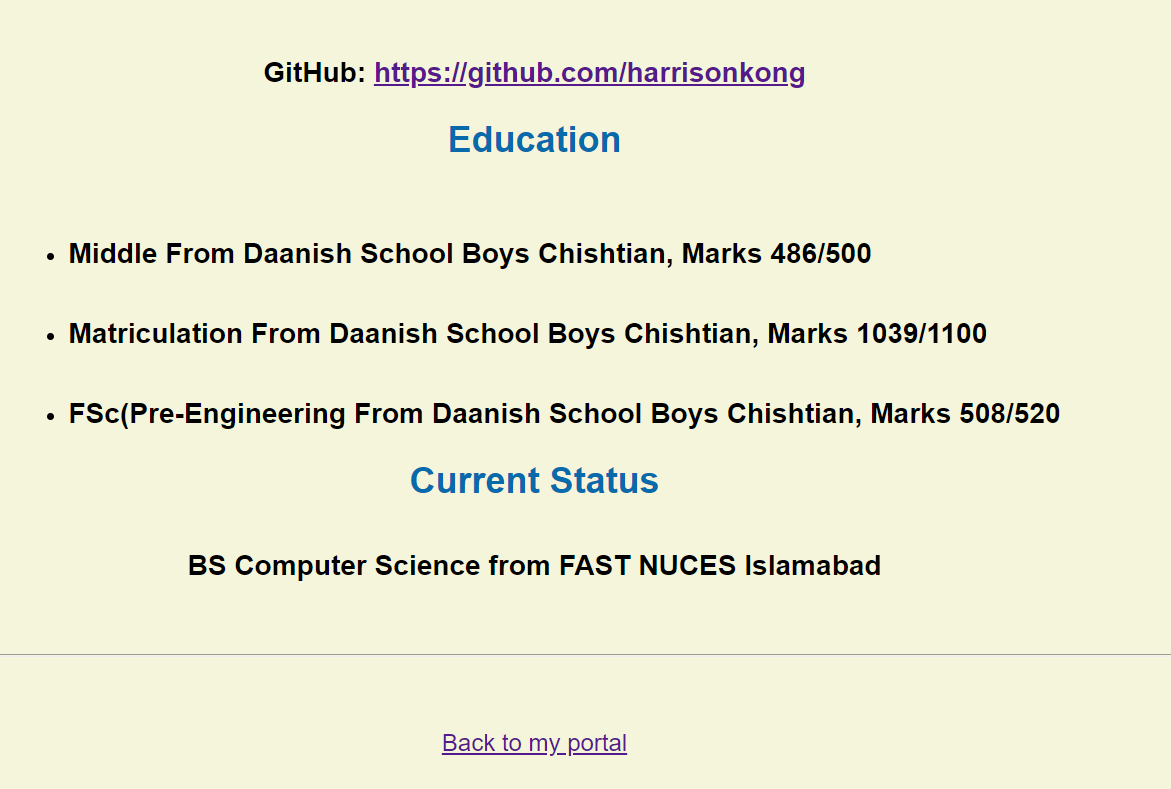 GitHub: https://github.com/harrisonkong
Education
Middle From Daanish School Boys Chishtian, Marks 486/500
Matriculation From Daanish School Boys Chishtian, Marks 1039/1100
FSc(Pre-Engineering From Daanish School Boys Chishtian, Marks 508/520
Current Status
BS Computer Science from FAST NUCES Islamabad
Back to my portal